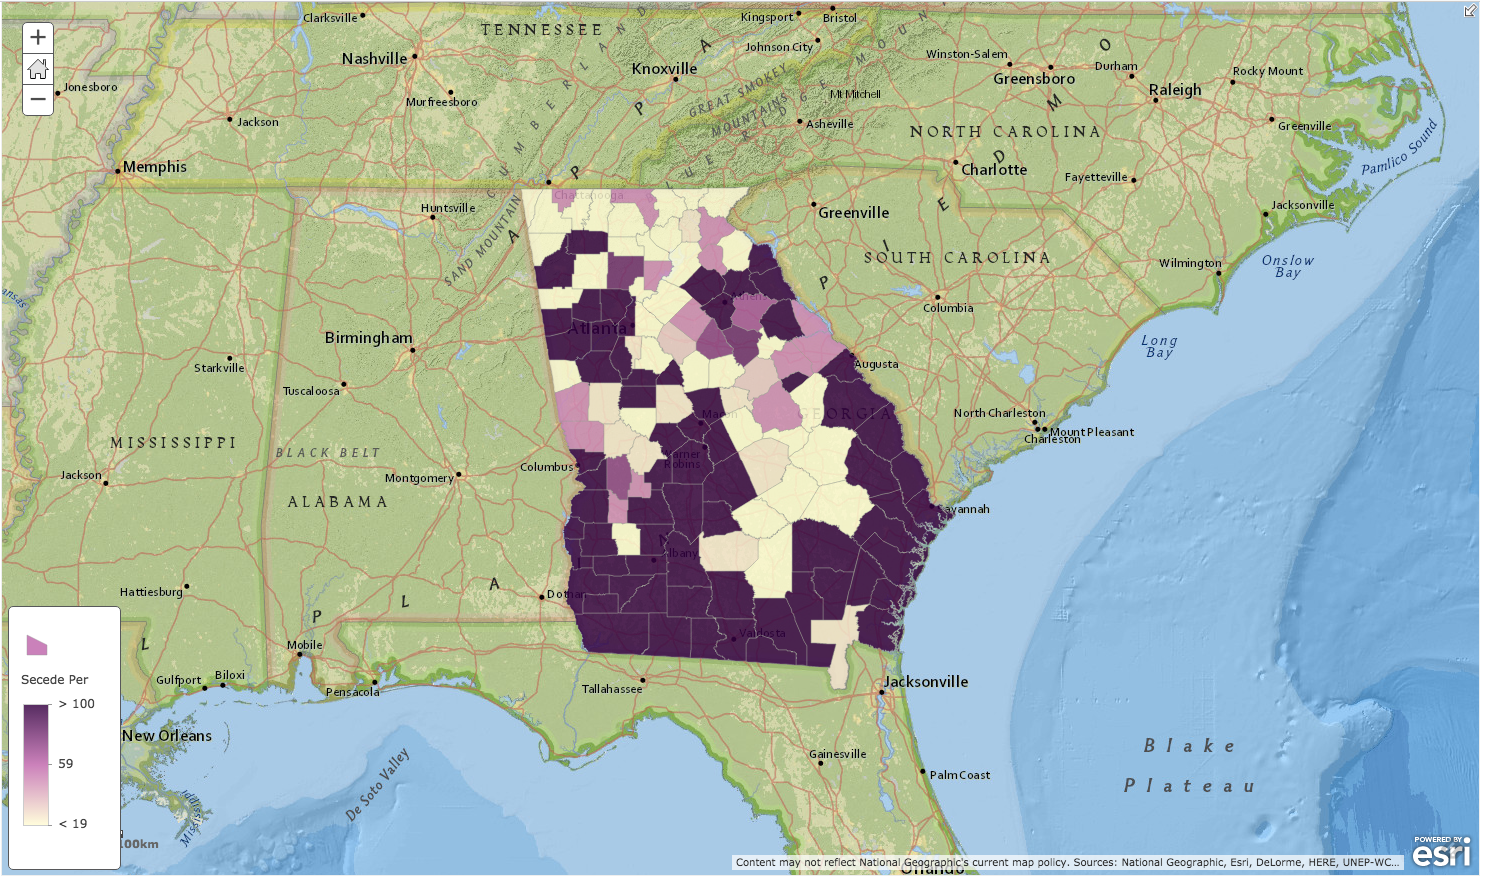 +
−
Clarksville
TENNESSEE
Kingsport
Bristol
Nashville
Johnson City
Knoxville
Winston-Salem
Greensboro
Durham
Raleigh
Rocky Mount
Jonesboro
Murfreesboro
GREAT SMOKEY
MOUNTAINS
Mt Mitchell
Jackson
Asheville
NORTH CAROLINA
Greenville
Memphis
CUMBERLAND
Charlotte
Fayetteville
Pamlico Sound
Chattanooga
Huntsville
SAND MOUNTAIN
Greenville
Jacksonville
SOUTH CAROLINA
Wilmington
Onslow
Bay
Athens
Columbia
Atlanta
Birmingham
Long
Bay
Starkville
Augusta
Tuscaloosa
North Charleston
Macon
GEORGIA
Mount Pleasant
Charleston
MISSISSIPPI
BLACK BELT
Warner
Robins
Columbus
Jackson
Montgomery
ALABAMA
Savannah
Albany
Hattiesburg
Dothan
Valdosta
Mobile
Secede Per
Gulfport
Biloxi
Pensacola
Tallahassee
Jacksonville
> 100
New Orleans
59
Blake
Plateau
Gainesville
Palm Coast
De Soto Valley
< 19
100km
Content may not reflect National Geographic's current map policy. Sources: National Geographic, Esri, DeLorme, HERE, UNEP-WC...
POWERED BY
esri
Orlando